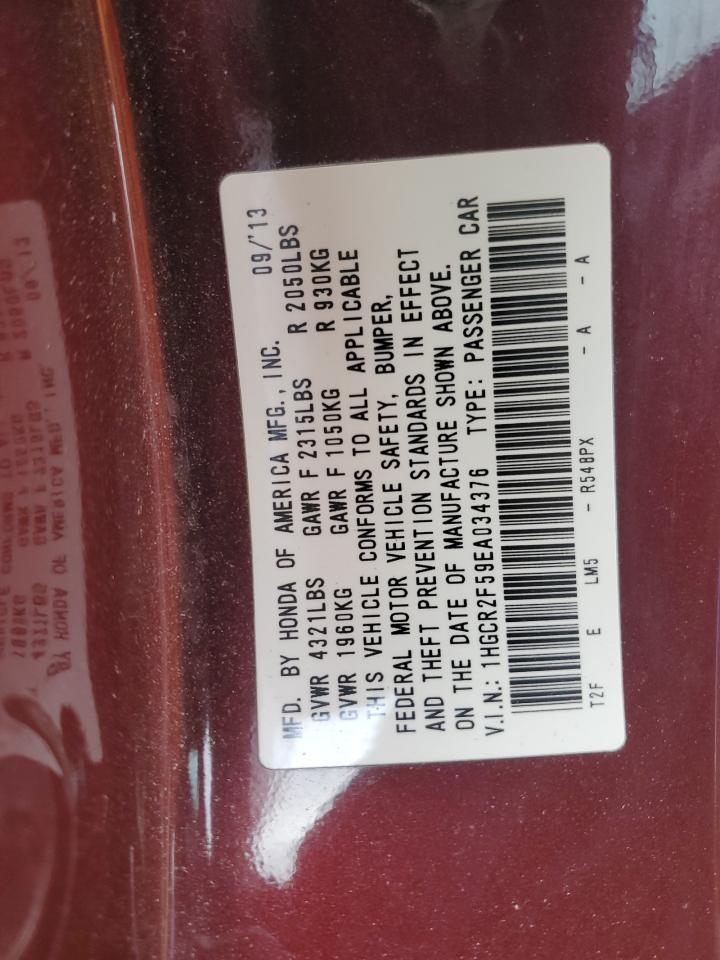 MFD. BY HONDA OF AMERICA MFG., INC. 09/'13
GVWR 4321LBS GAWR F 2315LBS R 2050LBS
GVWR 1960KG GAWR F 1050KG R 930KG
THIS VEHICLE CONFORMS TO ALL APPLICABLE
FEDERAL MOTOR VEHICLE SAFETY, BUMPER,
AND THEFT PREVENTION STANDARDS IN EFFECT
ON THE DATE OF MANUFACTURE SHOWN ABOVE.
V.I.N.: 1HGCR2F59EA034376 TYPE: PASSENGER CAR
T2F E LM5 - R548PX - A - A